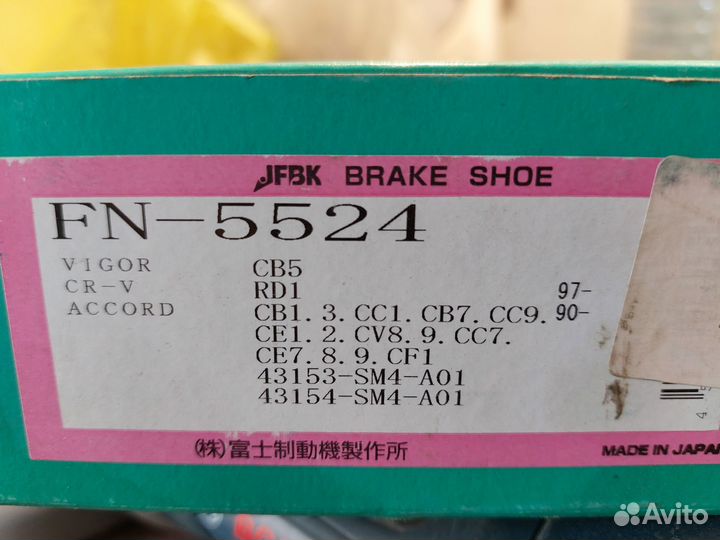 JFBK BRAKE SHOE
FN-5524
VIGOR CB5
CR-V RD1 97-
ACCORD CB1.3.CC1.CB7.CC9. 90-
CE1.2.CV8.9.CC7.
CE7.8.9.CF1
43153-SM4-A01
43154-SM4-A01
(株)富士制動機製作所
MADE IN JAPAN
Avito